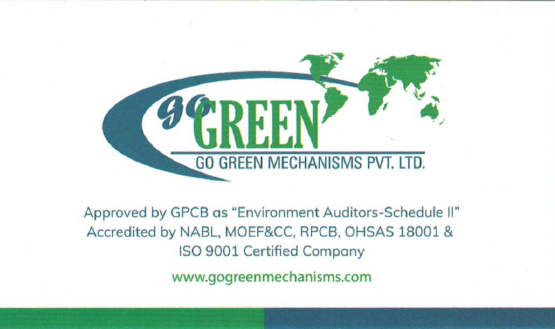 go
GREEN
GO GREEN MECHANISMS PVT. LTD.
Approved by GPCB as “Environment Auditors-Schedule II”
Accredited by NABL, MOEF&CC, RPCB, OHSAS 18001 &
ISO 9001 Certified Company
www.gogreenmechanisms.com